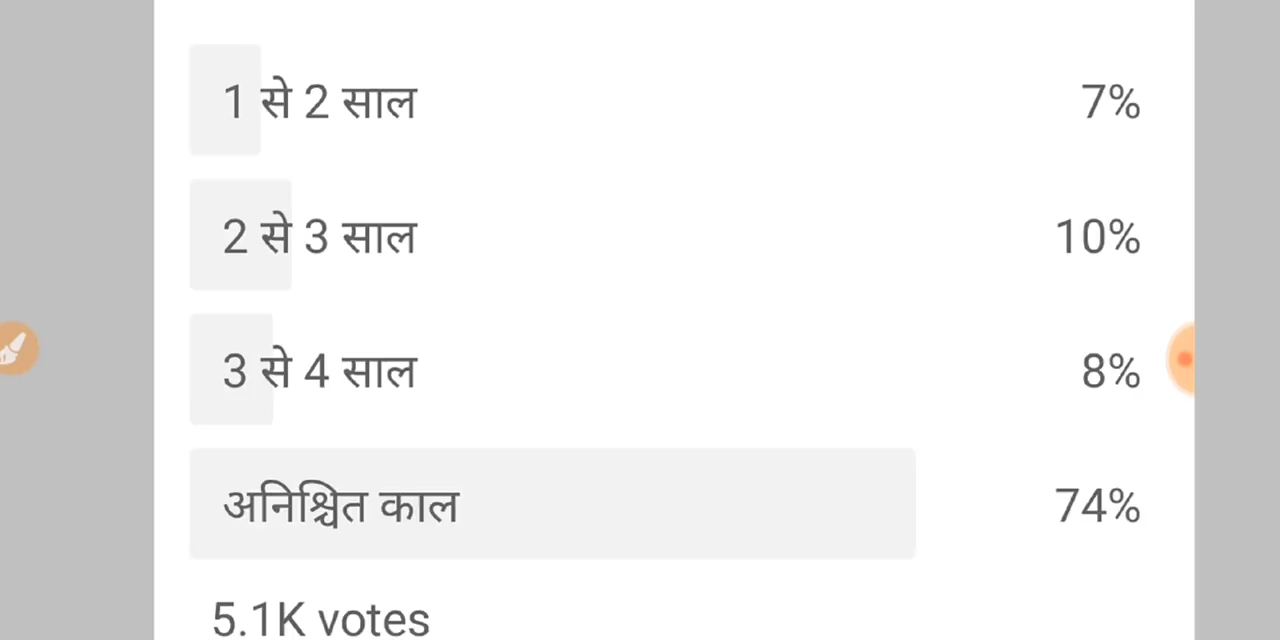 1 से 2 साल 7%
2 से 3 साल 10%
3 से 4 साल 8%
अनिश्चित काल 74%
5.1K votes